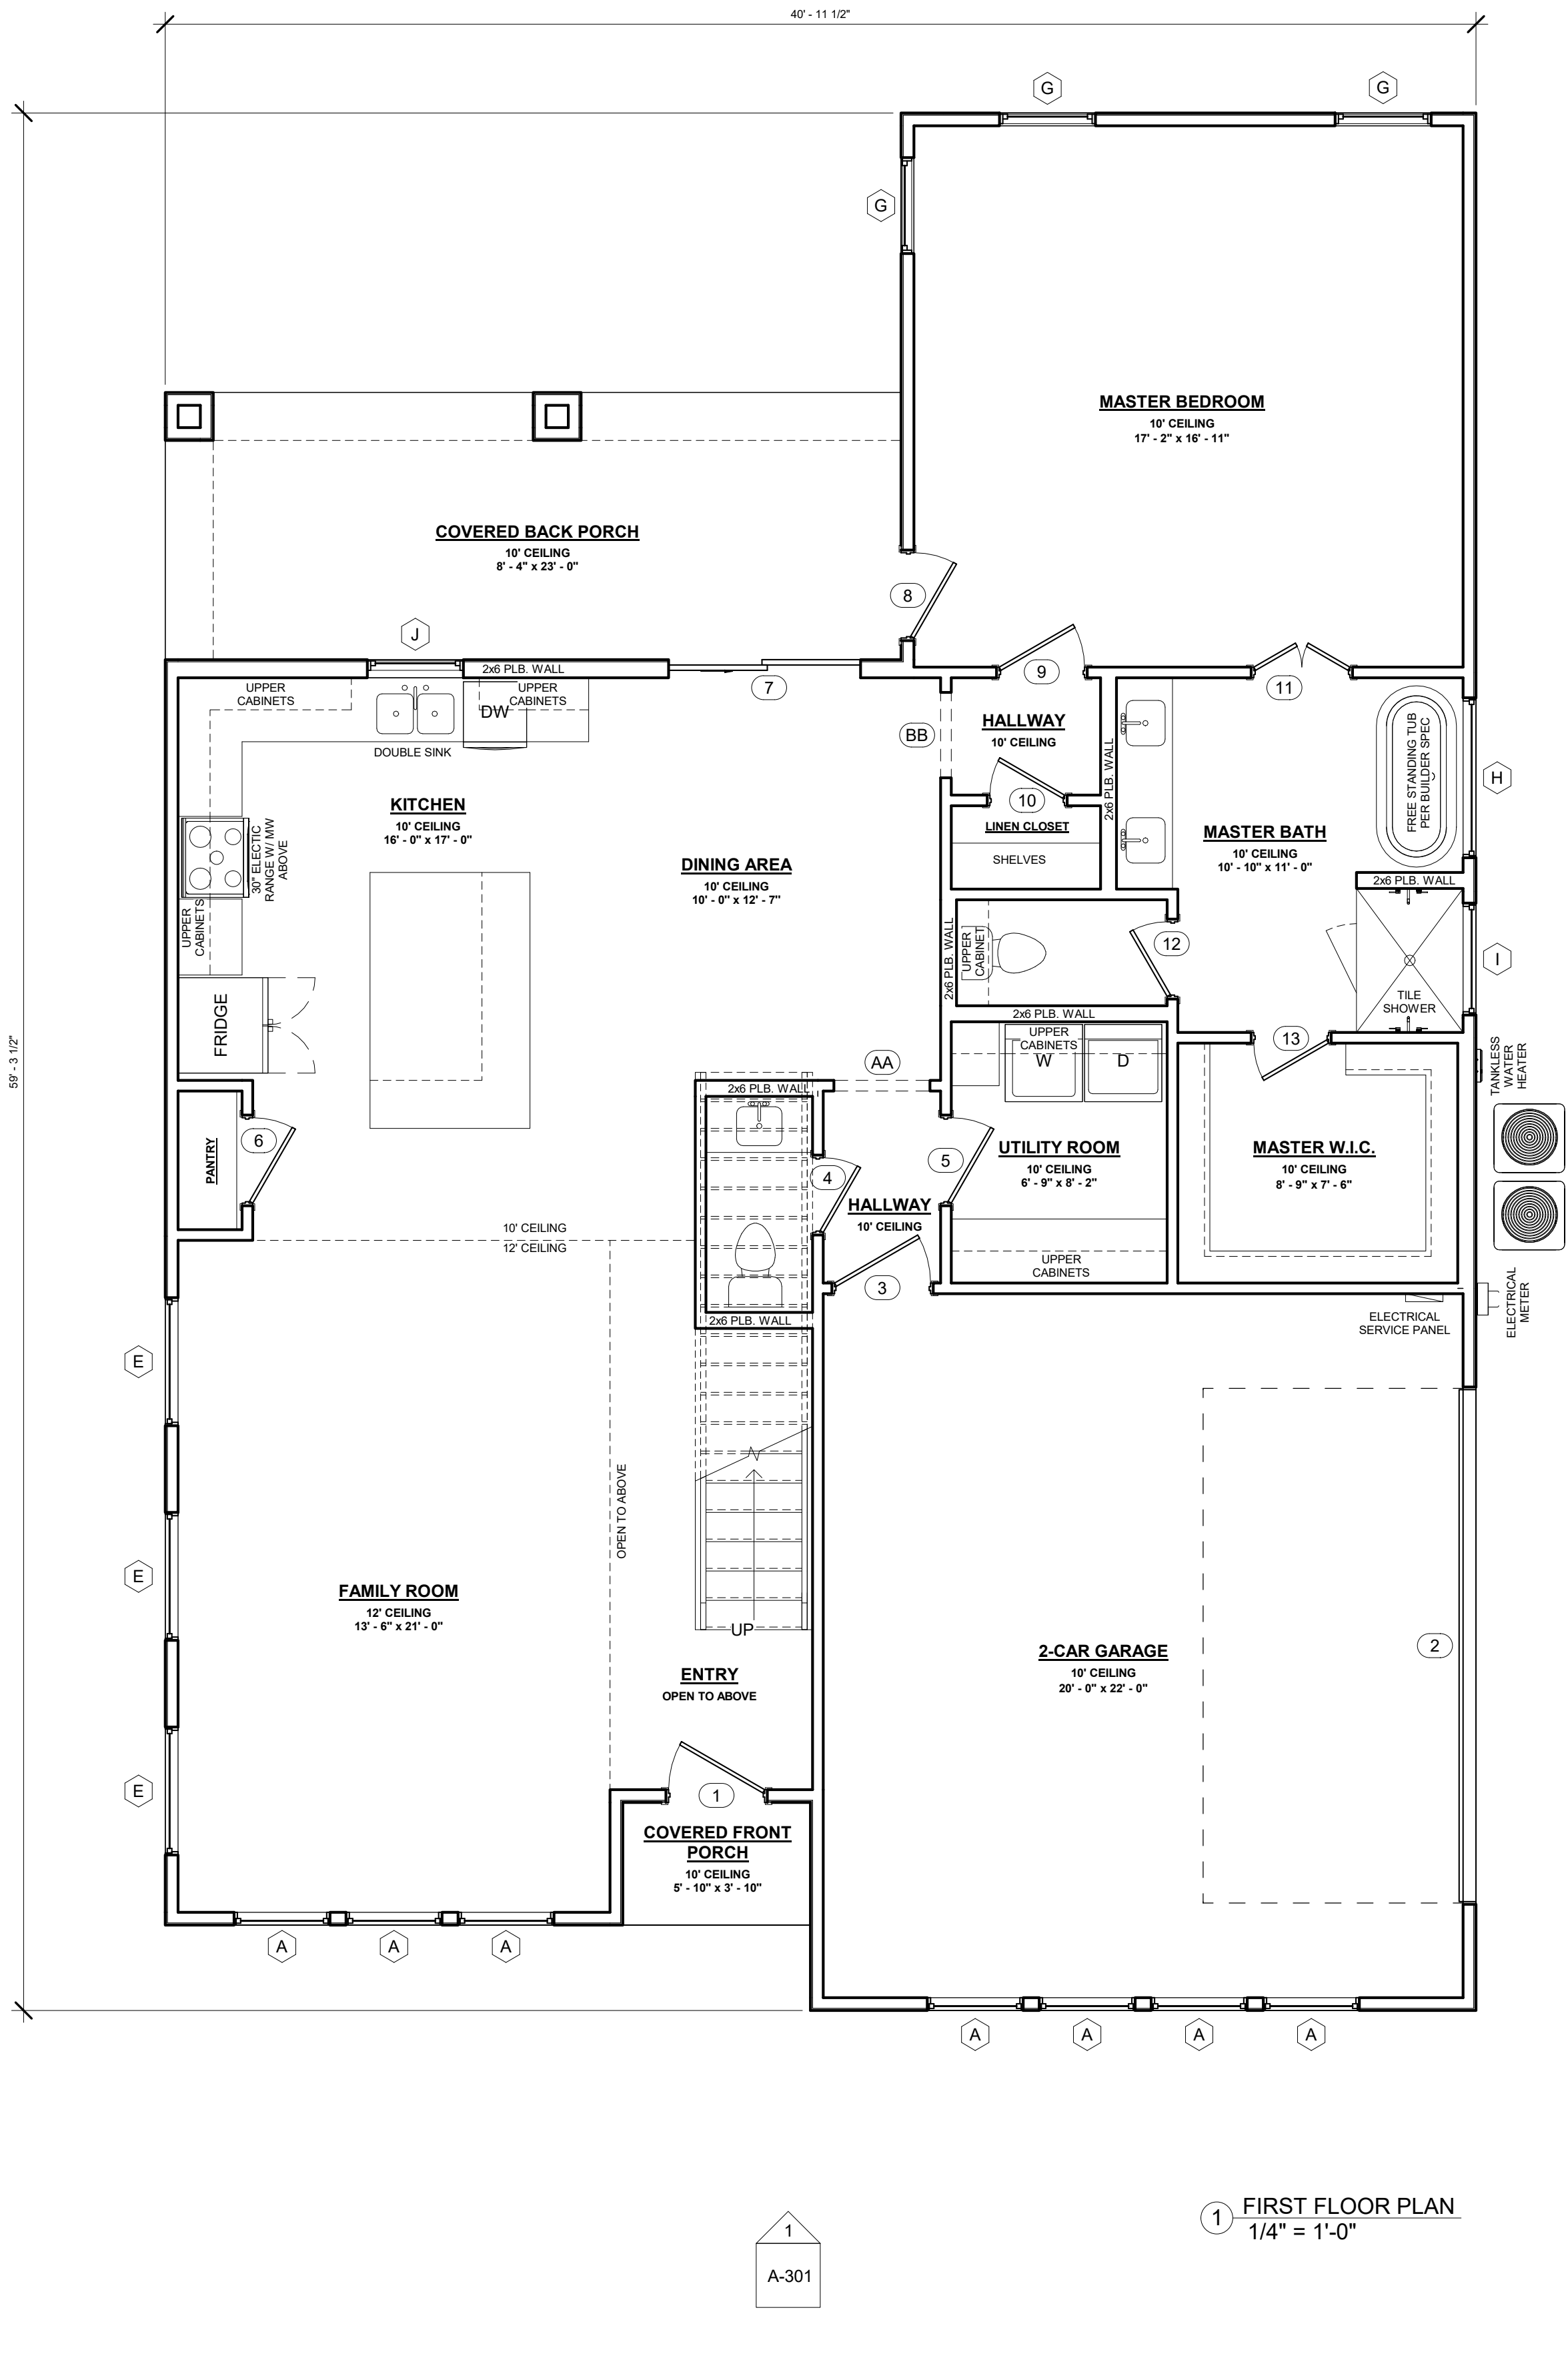 40' - 11 1/2"
G
G
G
MASTER BEDROOM
10' CEILING
17' - 2" x 16' - 11"
COVERED BACK PORCH
10' CEILING
8' - 4" x 23' - 0"
8
J
2x6 PLB. WALL
7
9
11
UPPER
CABINETS
UPPER
CABINETS
DW
DOUBLE SINK
BB
HALLWAY
10' CEILING
2x6 PLB. WALL
FREE STANDING TUB
PER BUILDER SPEC
H
KITCHEN
10' CEILING
16' - 0" x 17' - 0"
10
LINEN CLOSET
SHELVES
MASTER BATH
10' CEILING
10' - 10" x 11' - 0"
30" ELECTIC
RANGE W/ MW
ABOVE
DINING AREA
10' CEILING
10' - 0" x 12' - 7"
2x6 PLB. WALL
UPPER
CABINETS
2x6 PLB. WALL
UPPER
CABINET
12
I
TILE
SHOWER
FRIDGE
2x6 PLB. WALL
UPPER
CABINETS
W
D
13
59' - 3 1/2"
AA
2x6 PLB. WALL
TANKLESS
WATER
HEATER
6
PANTRY
4
5
UTILITY ROOM
10' CEILING
6' - 9" x 8' - 2"
MASTER W.I.C.
10' CEILING
8' - 9" x 7' - 6"
HALLWAY
10' CEILING
10' CEILING
12' CEILING
UPPER
CABINETS
3
2x6 PLB. WALL
ELECTRICAL
SERVICE PANEL
ELECTRICAL
METER
E
OPEN TO ABOVE
E
FAMILY ROOM
12' CEILING
13' - 6" x 21' - 0"
UP
ENTRY
OPEN TO ABOVE
2-CAR GARAGE
10' CEILING
20' - 0" x 22' - 0"
2
E
1
COVERED FRONT
PORCH
10' CEILING
5' - 10" x 3' - 10"
A
A
A
A
A
A
A
1
FIRST FLOOR PLAN
1/4" = 1'-0"
1
A-301